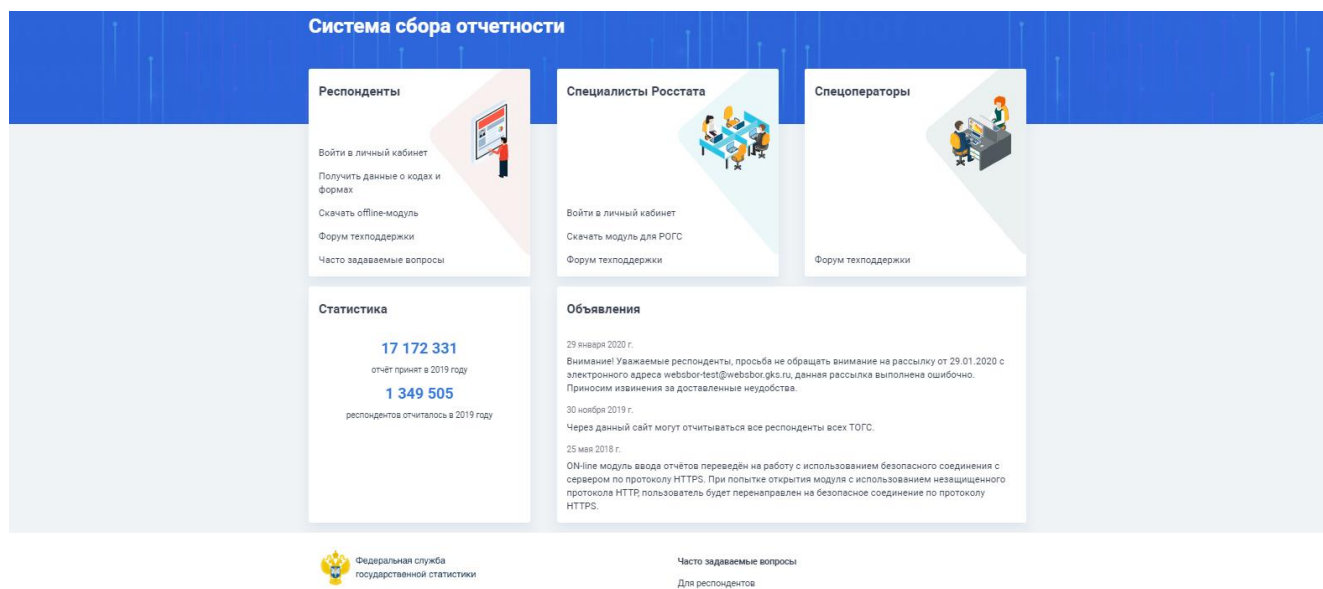 Система сбора отчетности
Респонденты
Войти в личный кабинет
Получить данные о кодах и
формах
Скачать offline-модуль
Форум техподдержки
Часто задаваемые вопросы
Специалисты Росстата
Войти в личный кабинет
Скачать модуль для РОГС
Форум техподдержки
Спецоператоры
Форум техподдержки
Статистика
17 172 331
отчёт принят в 2019 году
1 349 505
респондентов отчиталось в 2019 году
Объявления
29 января 2020 г.
Внимание! Уважаемые респонденты, просьба не обращать внимание на рассылку от 29.01.2020 с
электронного адреса websbor-test@websbor.gks.ru, данная рассылка выполнена ошибочно.
Приносим извинения за доставленные неудобства.
30 ноября 2019 г.
Через данный сайт могут отчитываться все респонденты всех ТОГС.
25 мая 2018 г.
ON-line модуль ввода отчётов переведён на работу с использованием безопасного соединения с
сервером по протоколу HTTPS. При попытке открытия модуля с использованием незащищенного
протокола HTTP, пользователь будет перенаправлен на безопасное соединение по протоколу
HTTPS.
Федеральная служба
государственной статистики
Часто задаваемые вопросы
Для респондентов